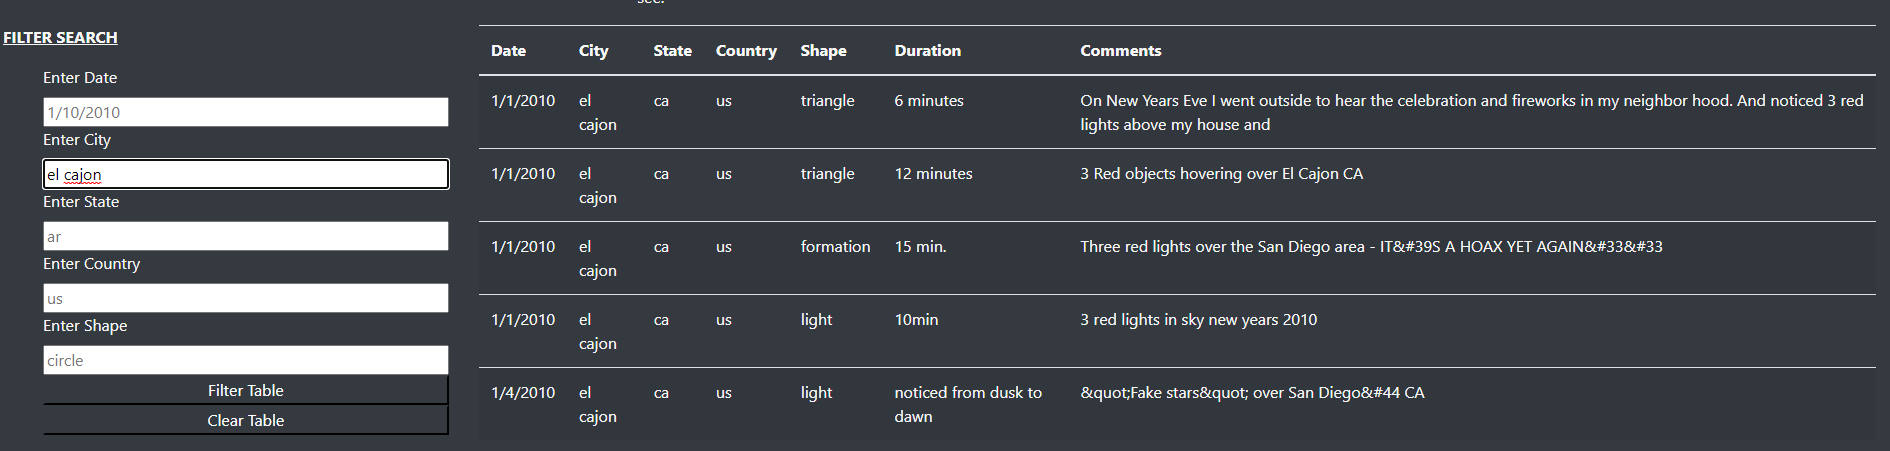 see.
FILTER SEARCH
Enter Date
1/10/2010
Enter City
el cajon
Enter State
ar
Enter Country
us
Enter Shape
circle
Filter Table
Clear Table
Date City State Country Shape Duration Comments
1/1/2010 el ca us triangle 6 minutes On New Years Eve I went outside to hear the celebration and fireworks in my neighbor hood. And noticed 3 red
cajon lights above my house and
1/1/2010 el ca us triangle 12 minutes 3 Red objects hovering over El Cajon CA
cajon
1/1/2010 el ca us formation 15 min. Three red lights over the San Diego area - IT&#39S A HOAX YET AGAIN&#33&#33
cajon
1/1/2010 el ca us light 10min 3 red lights in sky new years 2010
cajon
1/4/2010 el ca us light noticed from dusk to &quot;Fake stars&quot; over San Diego&#44 CA
cajon dawn